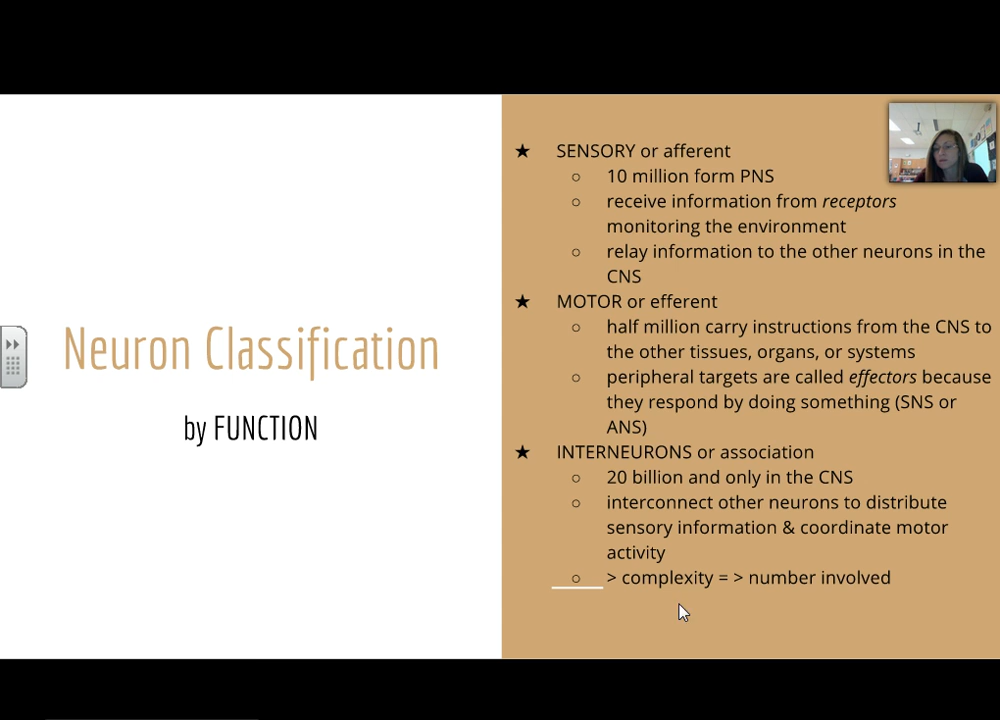 Neuron Classification
by FUNCTION
★ SENSORY or afferent
○ 10 million form PNS
○ receive information from receptors
monitoring the environment
○ relay information to the other neurons in the
CNS
★ MOTOR or efferent
○ half million carry instructions from the CNS to
the other tissues, organs, or systems
○ peripheral targets are called effectors because
they respond by doing something (SNS or
ANS)
★ INTERNEURONS or association
○ 20 billion and only in the CNS
○ interconnect other neurons to distribute
sensory information & coordinate motor
activity
○ > complexity = > number involved